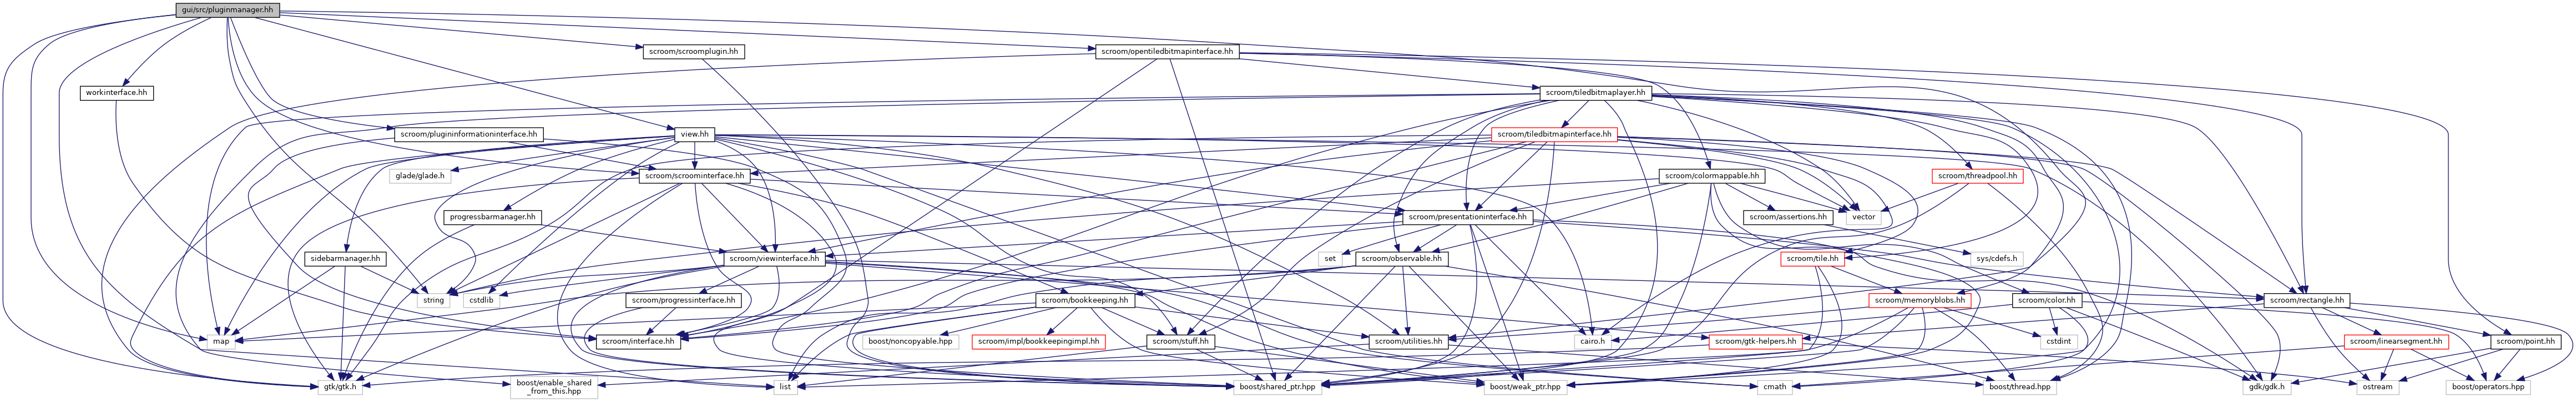 gui/src/pluginmanager.hh
scroom/scroomplugin.hh
scroom/opentiledbitmapinterface.hh
workinterface.hh
scroom/tiledbitmaplayer.hh
scroom/plugininformationinterface.hh
view.hh
scroom/tiledbitmapinterface.hh
glade/glade.h
scroom/scroominterface.hh
scroom/colormappable.hh
scroom/threadpool.hh
progressbarmanager.hh
scroom/presentationinterface.hh
scroom/assertions.hh
vector
sidebarmanager.hh
scroom/viewinterface.hh
set
scroom/observable.hh
scroom/tile.hh
sys/cdefs.h
string
cstdlib
scroom/progressinterface.hh
scroom/bookkeeping.hh
scroom/memoryblobs.hh
scroom/color.hh
scroom/rectangle.hh
map
scroom/interface.hh
boost/noncopyable.hpp
scroom/impl/bookkeepingimpl.hh
scroom/stuff.hh
scroom/utilities.hh
cairo.h
scroom/gtk-helpers.hh
cstdint
scroom/linearsegment.hh
scroom/point.hh
gtk/gtk.h
boost/enable_shared
_from_this.hpp
list
boost/shared_ptr.hpp
boost/weak_ptr.hpp
cmath
boost/thread.hpp
gdk/gdk.h
ostream
boost/operators.hpp